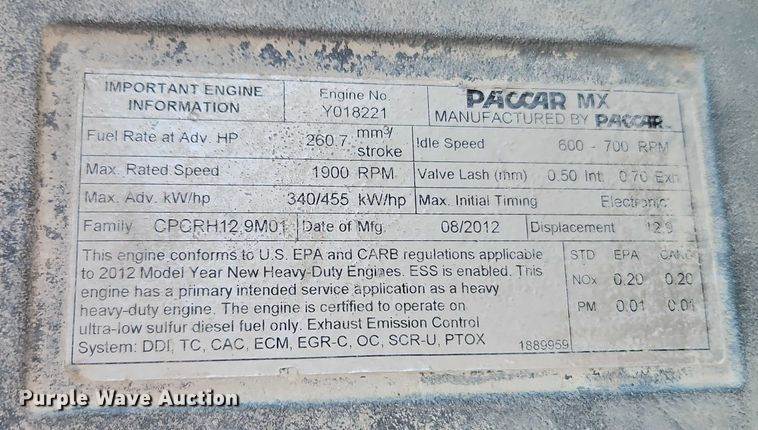 IMPORTANT ENGINE INFORMATION
Engine No. Y018221
PACCAR MX
MANUFACTURED BY PACCAR
Fuel Rate at Adv. HP 260.7 mm³/stroke
Idle Speed 600 - 700 RPM
Max. Rated Speed 1900 RPM
Valve Lash (mm) 0.50 Int. 0.70 Exh
Max. Adv. kW/hp 340/455 kW/hp
Max. Initial Timing Electronic
Family CPCRH12.9M01
Date of Mfg. 08/2012
Displacement 12.9
This engine conforms to U.S. EPA and CARB regulations applicable
to 2012 Model Year New Heavy-Duty Engines. ESS is enabled. This
engine has a primary intended service application as a heavy
heavy-duty engine. The engine is certified to operate on
ultra-low sulfur diesel fuel only. Exhaust Emission Control
System: DDI, TC, CAC, ECM, EGR-C, OC, SCR-U, PTOX
1889959
STD EPA CARB
NOx 0.20 0.20
PM 0.01 0.01
Purple Wave Auction